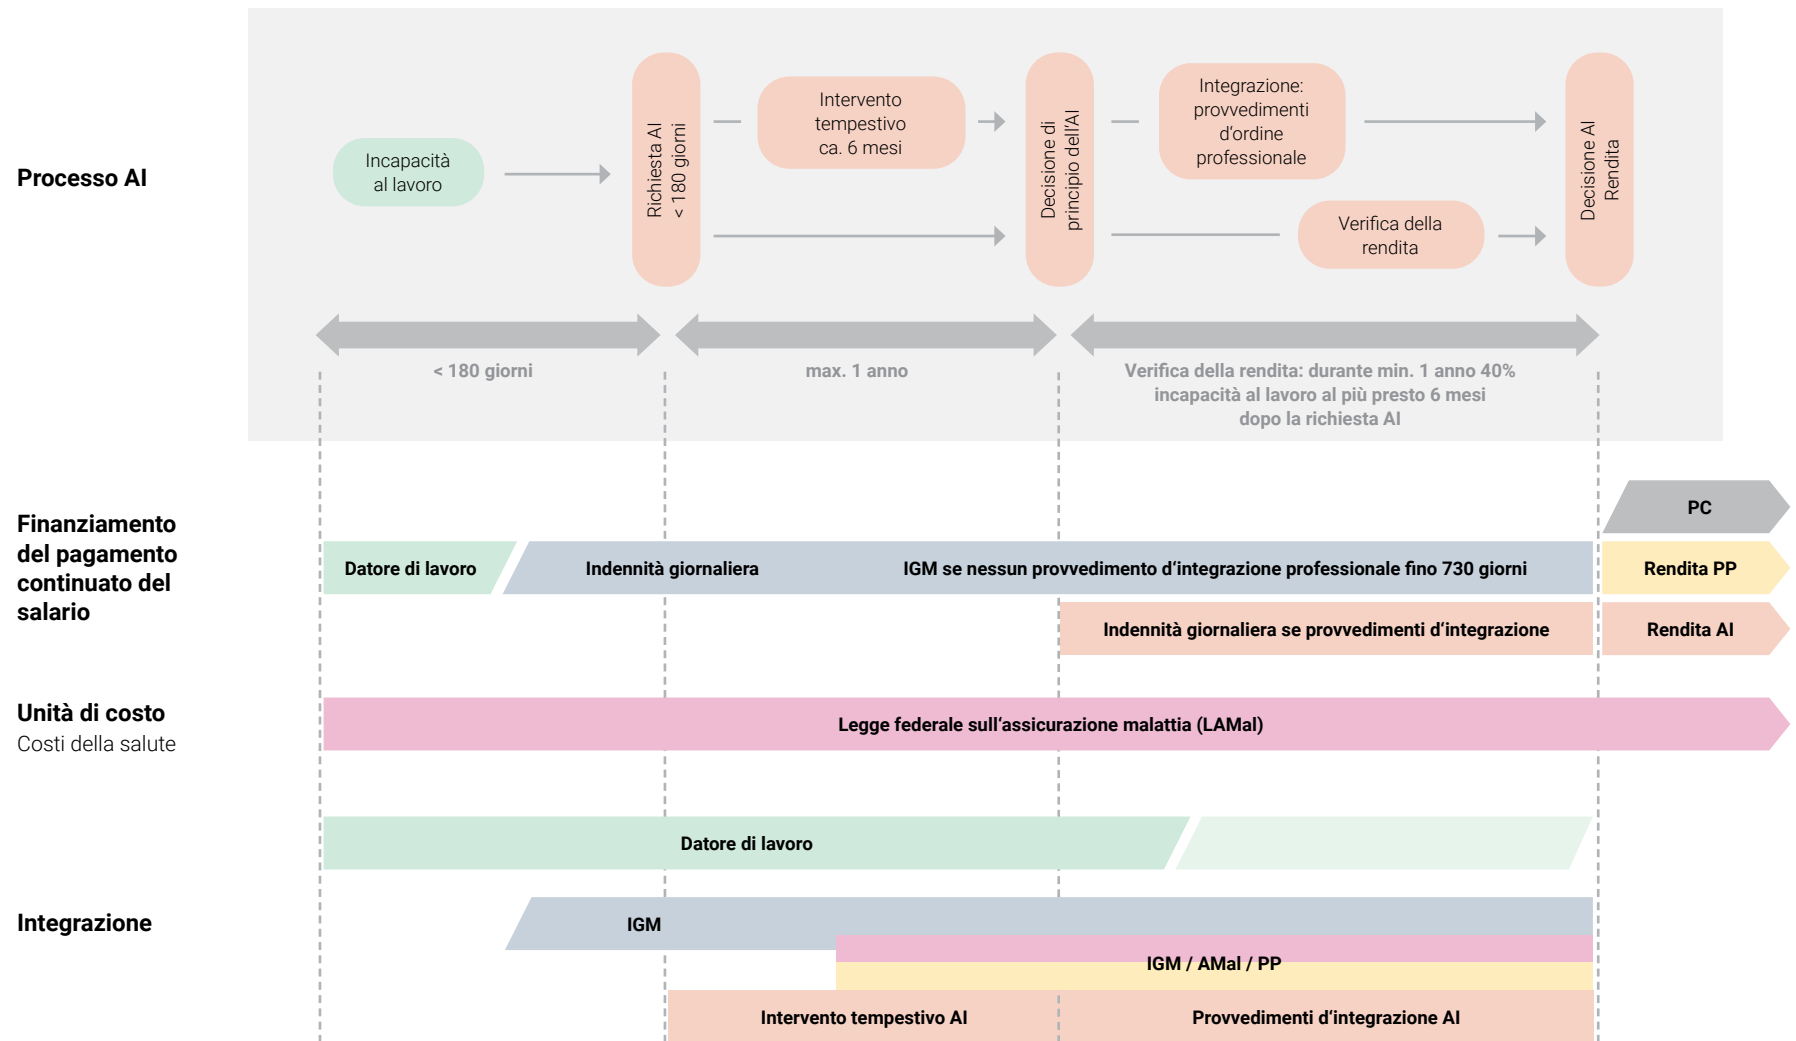 Processo AI
Incapacità
al lavoro
Richiesta AI
< 180 giorni
Intervento
tempestivo
ca. 6 mesi
Decisione di
principio dell'AI
Integrazione:
provvedimenti
d'ordine
professionale
Verifica della
rendita
Decisione AI
Rendita
< 180 giorni
max. 1 anno
Verifica della rendita: durante min. 1 anno 40%
incapacità al lavoro al più presto 6 mesi
dopo la richiesta AI
Finanziamento
del pagamento
continuato del
salario
PC
Datore di lavoro
Indennità giornaliera
IGM se nessun provvedimento d'integrazione professionale fino 730 giorni
Rendita PP
Indennità giornaliera se provvedimenti d'integrazione
Rendita AI
Unità di costo
Costi della salute
Legge federale sull'assicurazione malattia (LAMal)
Datore di lavoro
Integrazione
IGM
IGM / AMal / PP
Intervento tempestivo AI
Provvedimenti d'integrazione AI